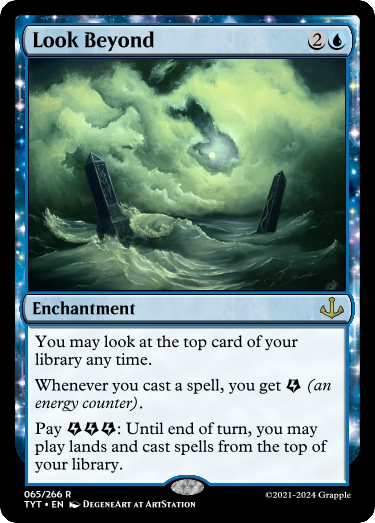 Look Beyond 2
Enchantment
You may look at the top card of your
library any time.
Whenever you cast a spell, you get (an
energy counter).
Pay : Until end of turn, you may
play lands and cast spells from the top of
your library.
065/266 R
TYT • EN DegeneArt at ArtStation
©2021-2024 Grapple